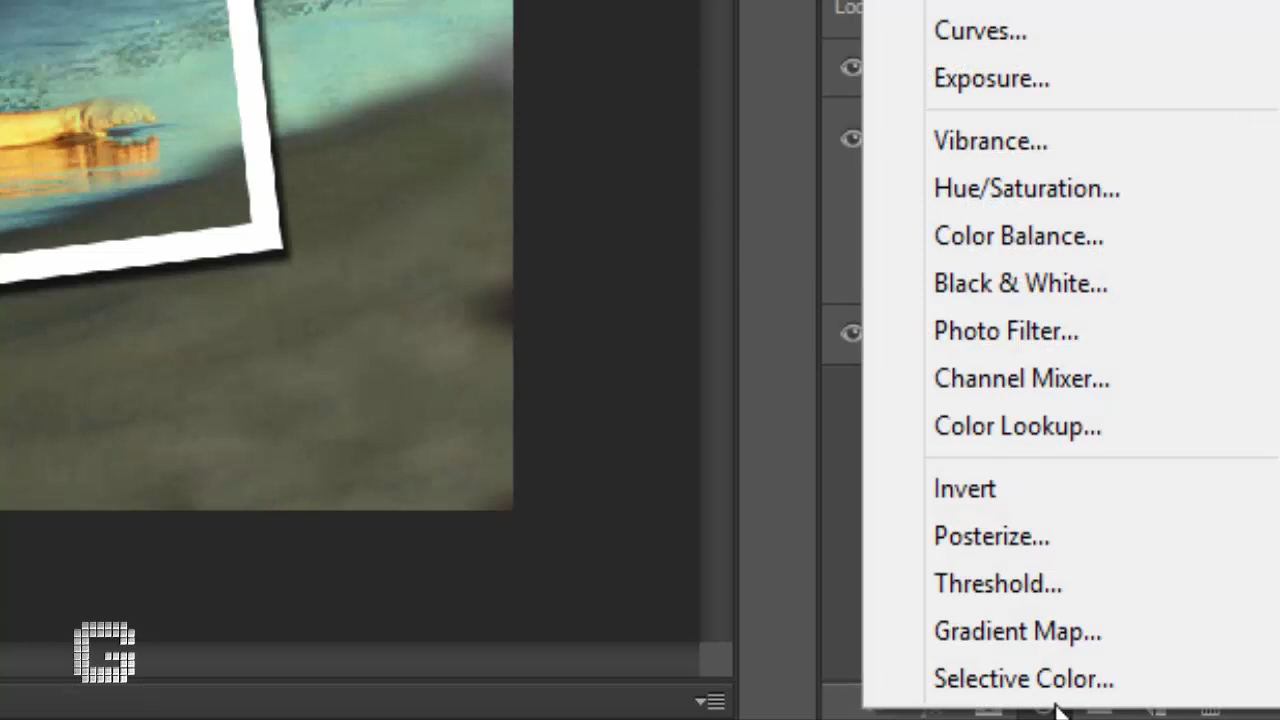 Loc
Curves...
Exposure...
Vibrance...
Hue/Saturation...
Color Balance...
Black & White...
Photo Filter...
Channel Mixer...
Color Lookup...
Invert
Posterize...
Threshold...
Gradient Map...
Selective Color...
G